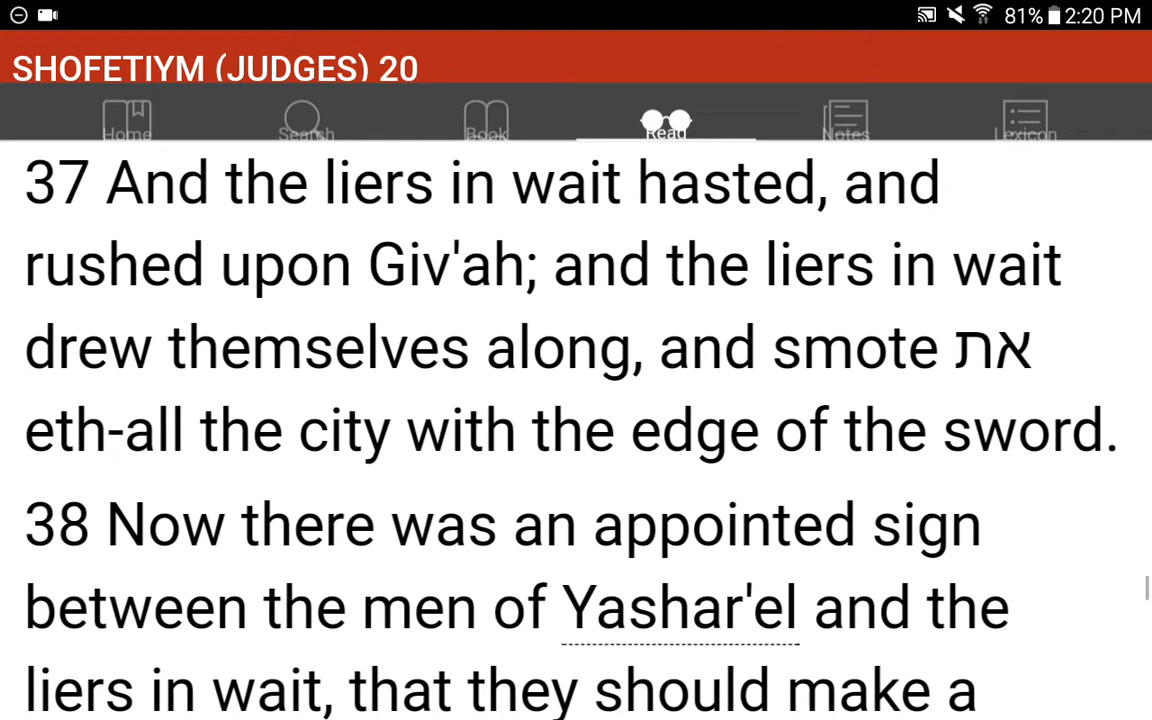 81% 2:20 PM
SHOFETIYM (JUDGES) 20
Home Search Book Read Notes Lexicon
37 And the liers in wait hasted, and
rushed upon Giv'ah; and the liers in wait
drew themselves along, and smote את
eth-all the city with the edge of the sword.
38 Now there was an appointed sign
between the men of Yashar'el and the
liers in wait, that they should make a